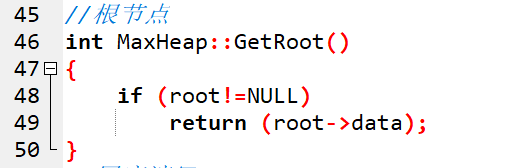 45 //根节点
46 int MaxHeap::GetRoot()
47 {
48 if (root!=NULL)
49 return (root->data);
50 }